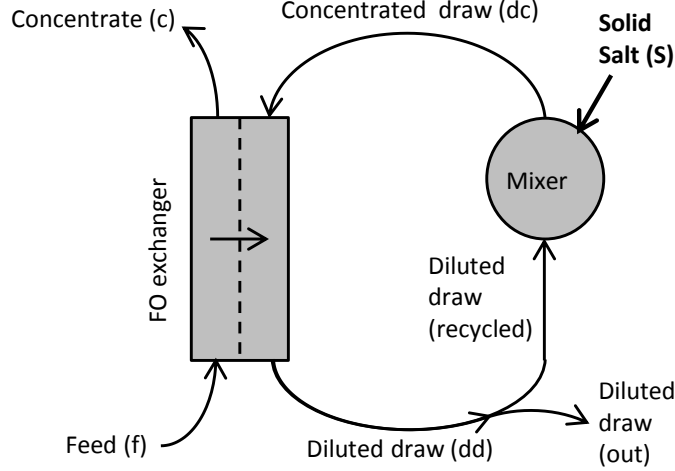 Concentrate (c)
Concentrated draw (dc)
Solid
Salt (S)
Mixer
FO exchanger
Diluted
draw
(recycled)
Feed (f)
Diluted draw (dd)
Diluted
draw
(out)